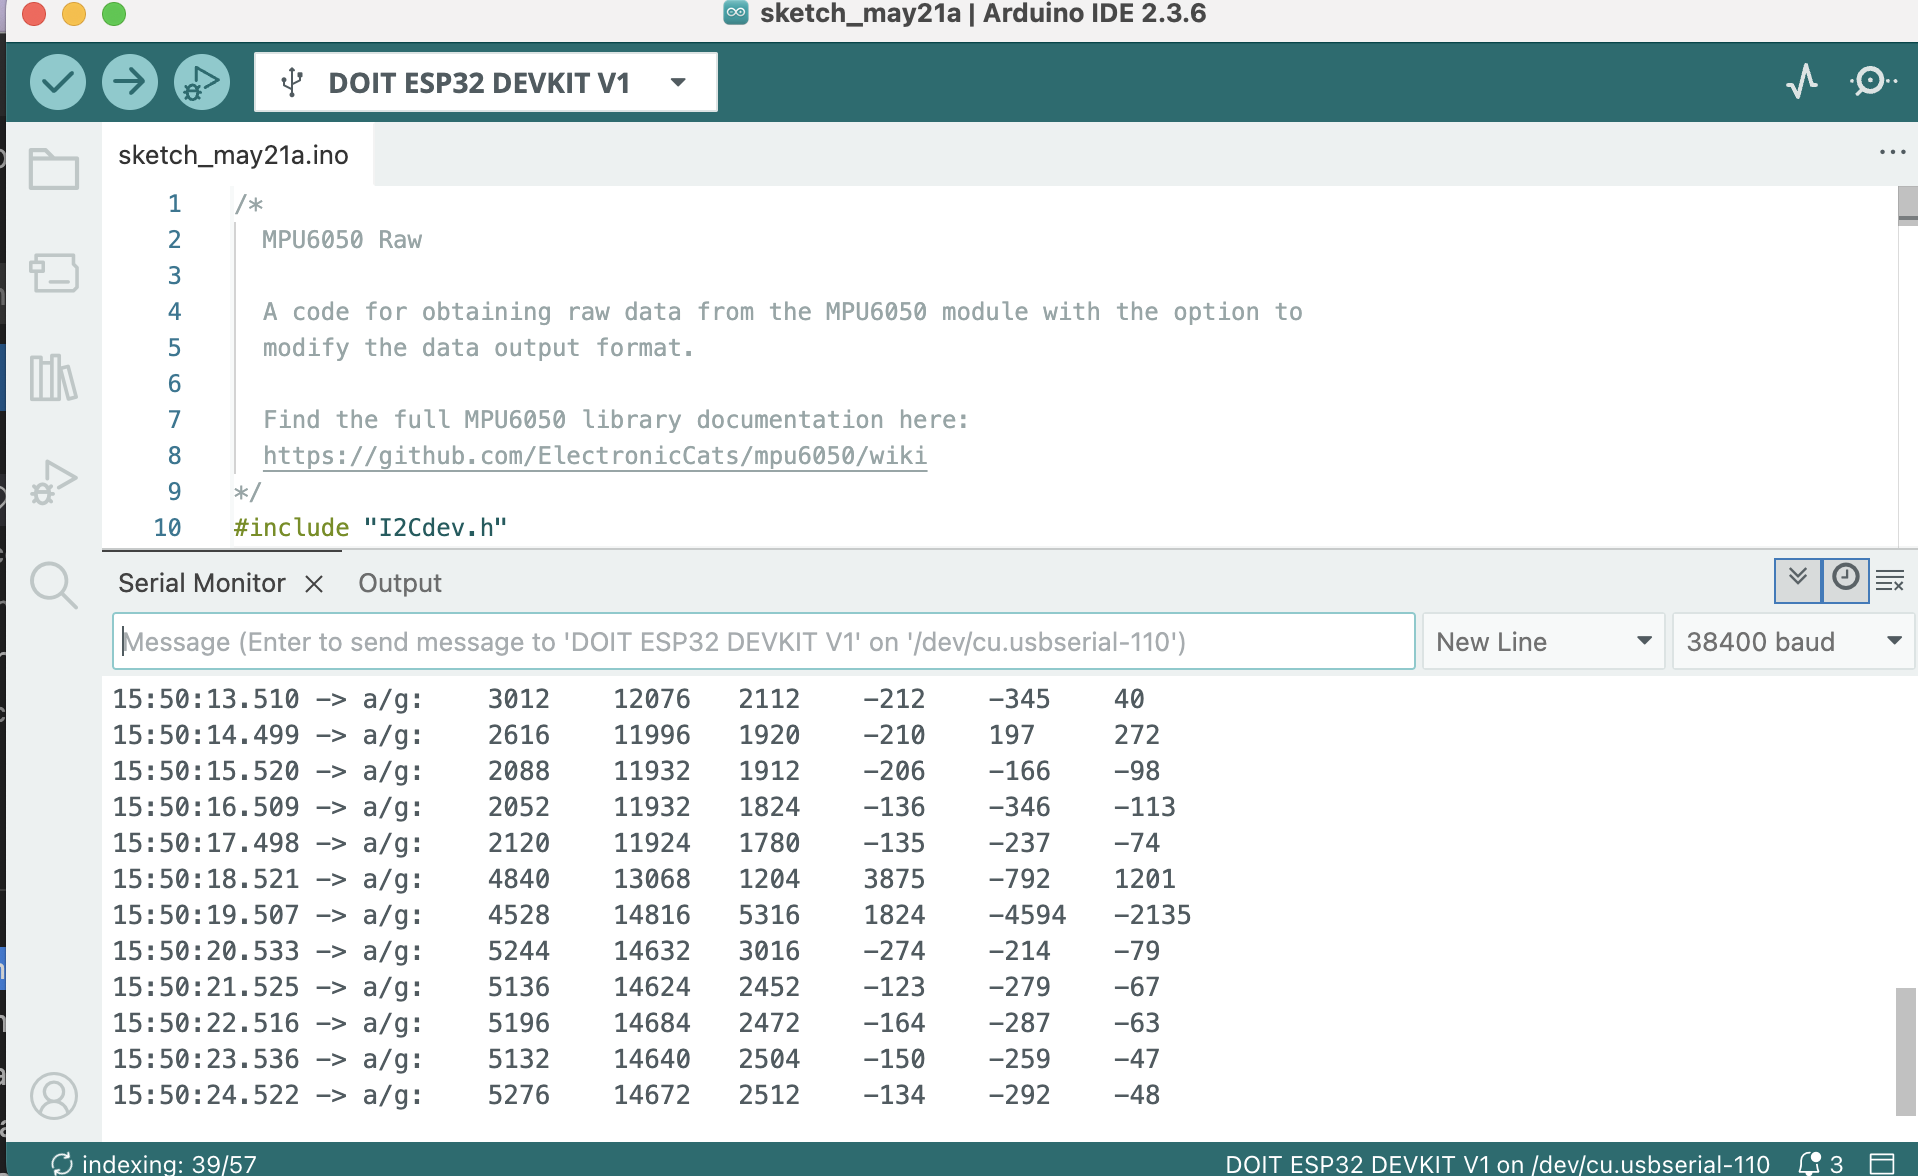 sketch_may21a | Arduino IDE 2.3.6
DOIT ESP32 DEVKIT V1
sketch_may21a.ino
1 /*
2 MPU6050 Raw
3
4 A code for obtaining raw data from the MPU6050 module with the option to
5 modify the data output format.
6
7 Find the full MPU6050 library documentation here:
8 https://github.com/ElectronicCats/mpu6050/wiki
9 */
10 #include "I2Cdev.h"
Serial Monitor Output
Message (Enter to send message to 'DOIT ESP32 DEVKIT V1' on '/dev/cu.usbserial-110') New Line 38400 baud
15:50:13.510 -> a/g: 3012 12076 2112 -212 -345 40
15:50:14.499 -> a/g: 2616 11996 1920 -210 197 272
15:50:15.520 -> a/g: 2088 11932 1912 -206 -166 -98
15:50:16.509 -> a/g: 2052 11932 1824 -136 -346 -113
15:50:17.498 -> a/g: 2120 11924 1780 -135 -237 -74
15:50:18.521 -> a/g: 4840 13068 1204 3875 -792 1201
15:50:19.507 -> a/g: 4528 14816 5316 1824 -4594 -2135
15:50:20.533 -> a/g: 5244 14632 3016 -274 -214 -79
15:50:21.525 -> a/g: 5136 14624 2452 -123 -279 -67
15:50:22.516 -> a/g: 5196 14684 2472 -164 -287 -63
15:50:23.536 -> a/g: 5132 14640 2504 -150 -259 -47
15:50:24.522 -> a/g: 5276 14672 2512 -134 -292 -48
indexing: 39/57 DOIT ESP32 DEVKIT V1 on /dev/cu.usbserial-110 3